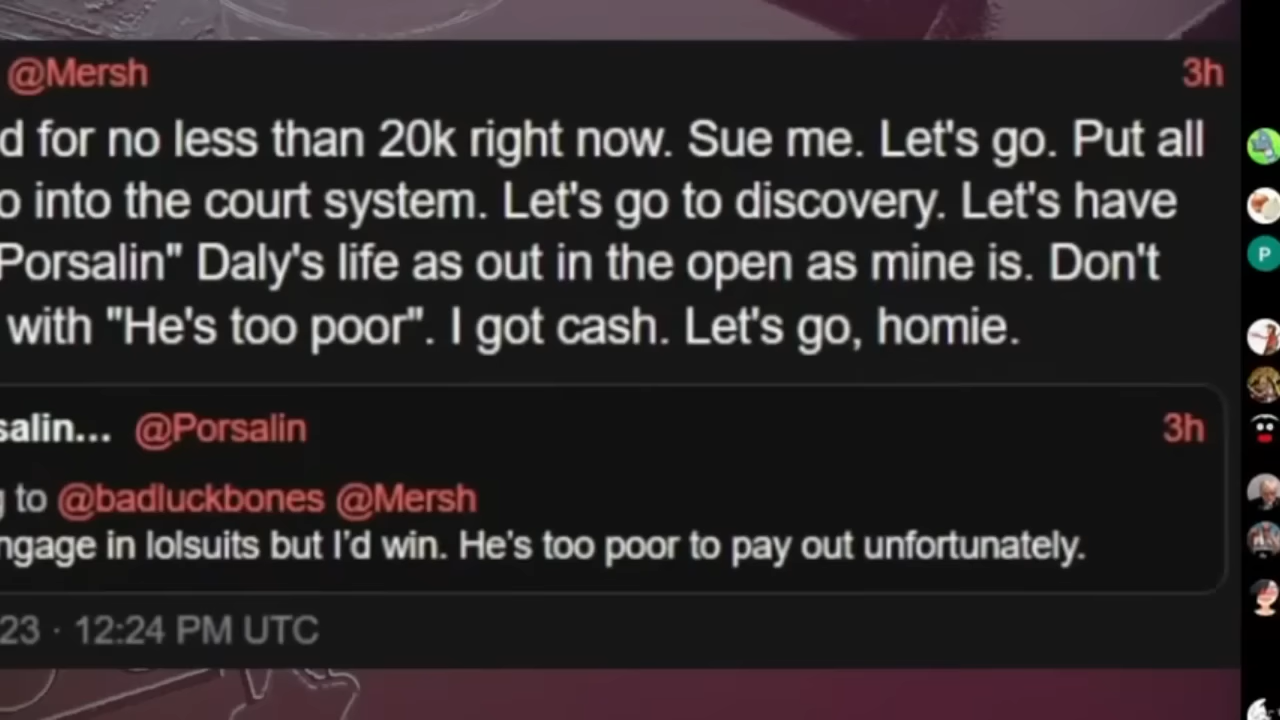 @Mersh 3h
d for no less than 20k right now. Sue me. Let's go. Put all
o into the court system. Let's go to discovery. Let's have
Porsalin" Daly's life as out in the open as mine is. Don't
with "He's too poor". I got cash. Let's go, homie.
salin... @Porsalin 3h
g to @badluckbones @Mersh
ngage in lolsuits but I'd win. He's too poor to pay out unfortunately.
23 · 12:24 PM UTC
P